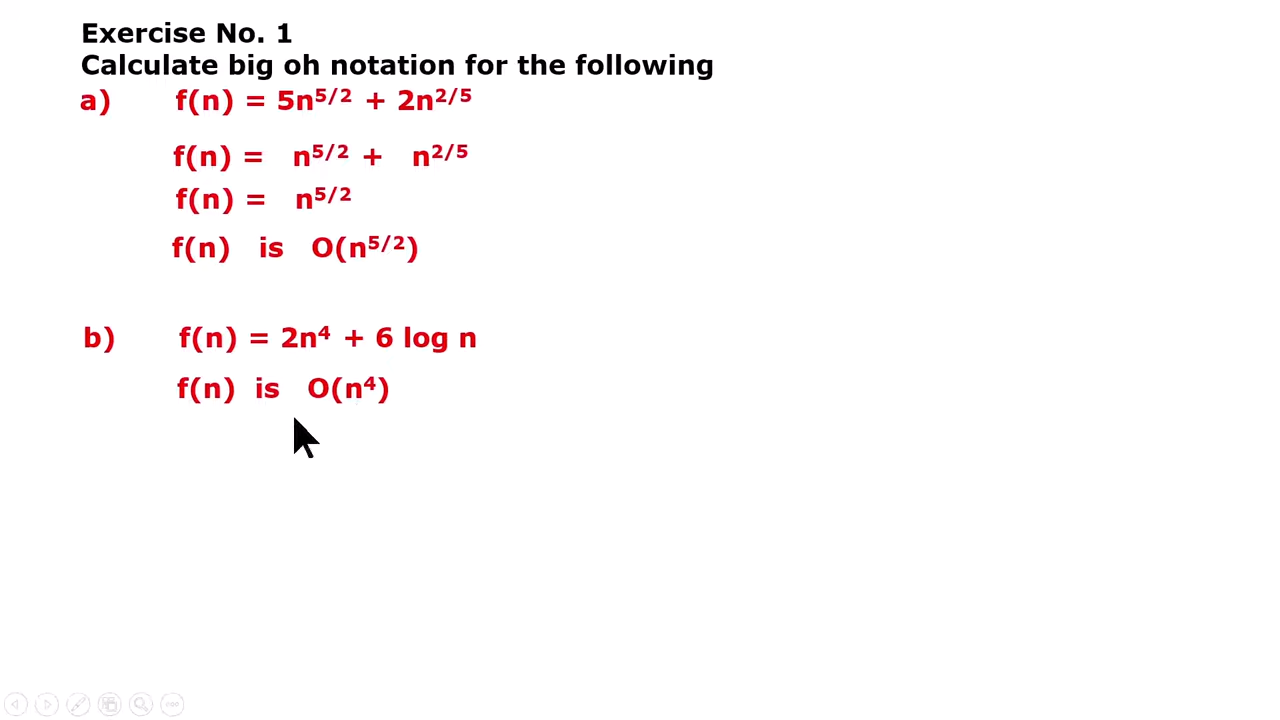 Exercise No. 1
Calculate big oh notation for the following
a) f(n) = 5n^5/2 + 2n^2/5
f(n) = n^5/2 + n^2/5
f(n) = n^5/2
f(n) is O(n^5/2)
b) f(n) = 2n^4 + 6 log n
f(n) is O(n^4)